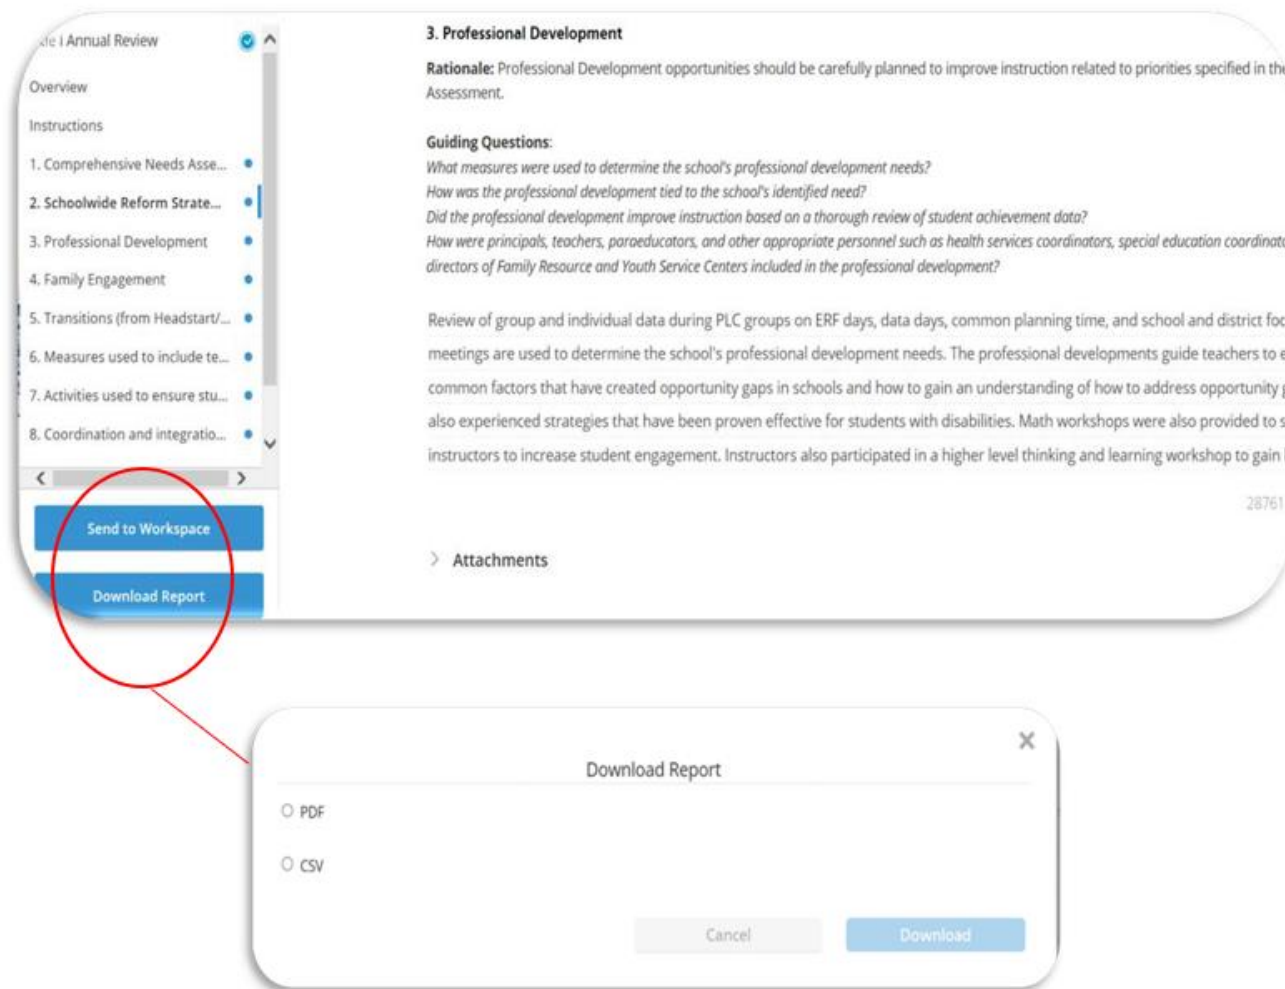 I Annual Review
Overview
Instructions
1. Comprehensive Needs Asse...
2. Schoolwide Reform Strate...
3. Professional Development
4. Family Engagement
5. Transitions (from Headstart/...
6. Measures used to include te...
7. Activities used to ensure stu...
8. Coordination and integratio...
Send to Workspace
Download Report
3. Professional Development
Rationale: Professional Development opportunities should be carefully planned to improve instruction related to priorities specified in the
Assessment.
Guiding Questions:
What measures were used to determine the school's professional development needs?
How was the professional development tied to the school's identified need?
Did the professional development improve instruction based on a thorough review of student achievement data?
How were principals, teachers, paraeducators, and other appropriate personnel such as health services coordinators, special education coordinato
directors of Family Resource and Youth Service Centers included in the professional development?
Review of group and individual data during PLC groups on ERF days, data days, common planning time, and school and district foc
meetings are used to determine the school's professional development needs. The professional developments guide teachers to e
common factors that have created opportunity gaps in schools and how to gain an understanding of how to address opportunity g
also experienced strategies that have been proven effective for students with disabilities. Math workshops were also provided to s
instructors to increase student engagement. Instructors also participated in a higher level thinking and learning workshop to gain
28761
Attachments
Download Report
PDF
CSV
Cancel
Download